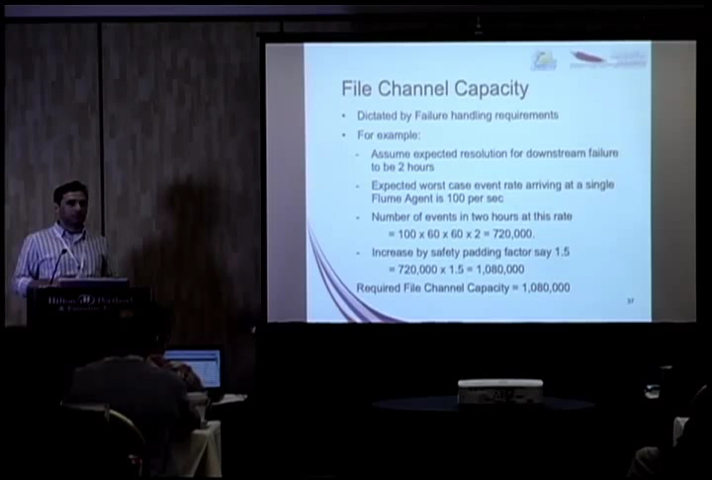 File Channel Capacity
• Dictated by Failure handling requirements
• For example:
- Assume expected resolution for downstream failure
to be 2 hours
- Expected worst case event rate arriving at a single
Flume Agent is 100 per sec
- Number of events in two hours at this rate
= 100 x 60 x 60 x 2 = 720,000.
- Increase by safety padding factor say 1.5
= 720,000 x 1.5 = 1,080,000
Required File Channel Capacity = 1,080,000
37
Hilton Portland